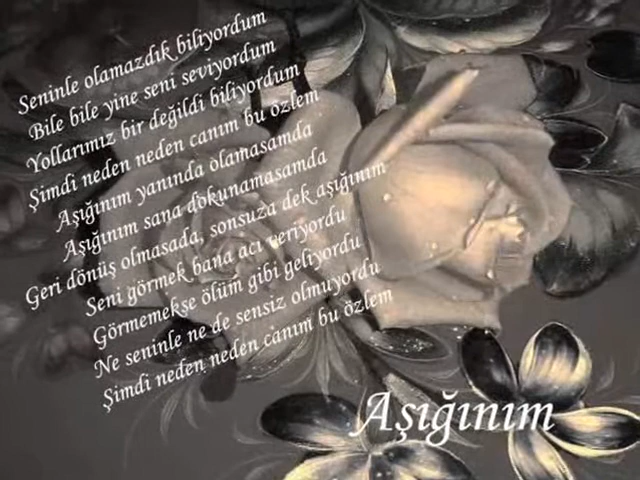 Seninle olamazdık biliyordum
Bile bile yine seni seviyordum
Yollarımız bir değildi biliyordum
Şimdi neden neden canım bu özlem
Aşığınım yanında olamasamda
Aşığınım sana dokunamasamda
Geri dönüş olmasada, sonsuza dek aşığınım
Seni görmek bana acı veriyordu
Görmemekse ölüm gibi geliyordu
Ne seninle ne de sensiz olmuyordu
Şimdi neden neden canım bu özlem
Aşığınım